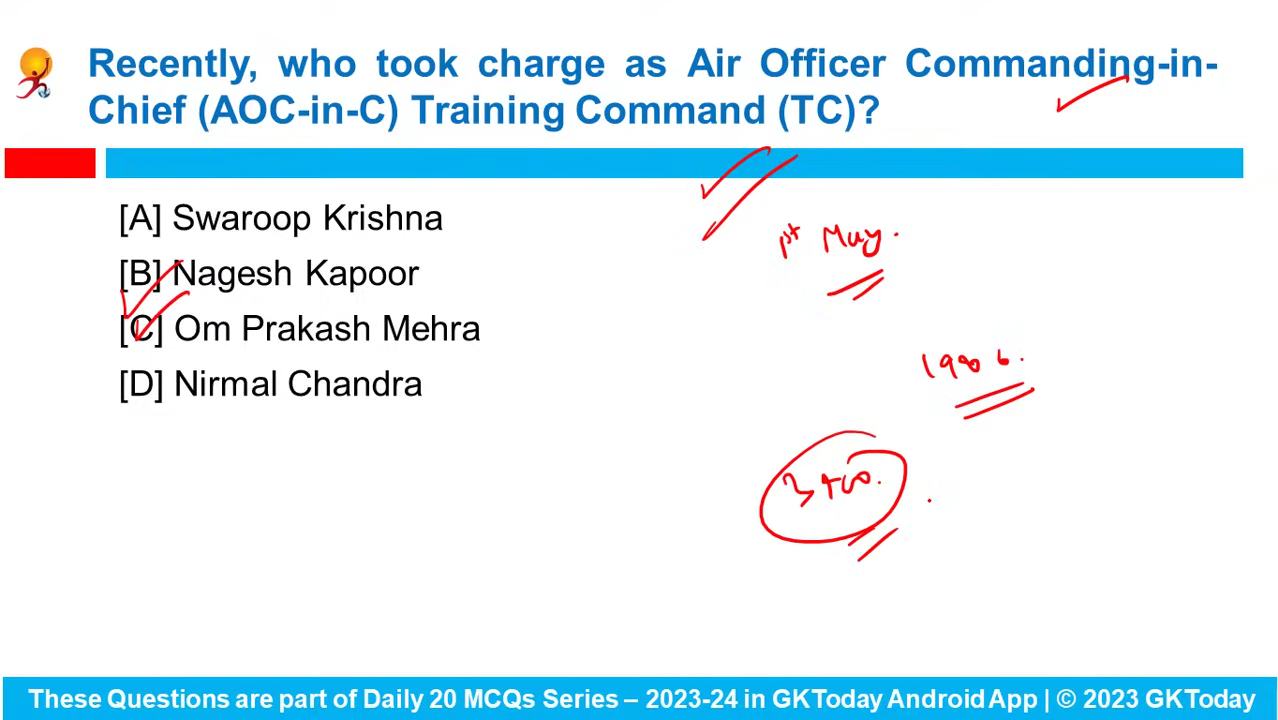 Recently, who took charge as Air Officer Commanding-in-
Chief (AOC-in-C) Training Command (TC)?
[A] Swaroop Krishna
[B] Nagesh Kapoor
1st May.
[C] Om Prakash Mehra
1986.
[D] Nirmal Chandra
3400.
These Questions are part of Daily 20 MCQs Series – 2023-24 in GKToday Android App | © 2023 GKToday